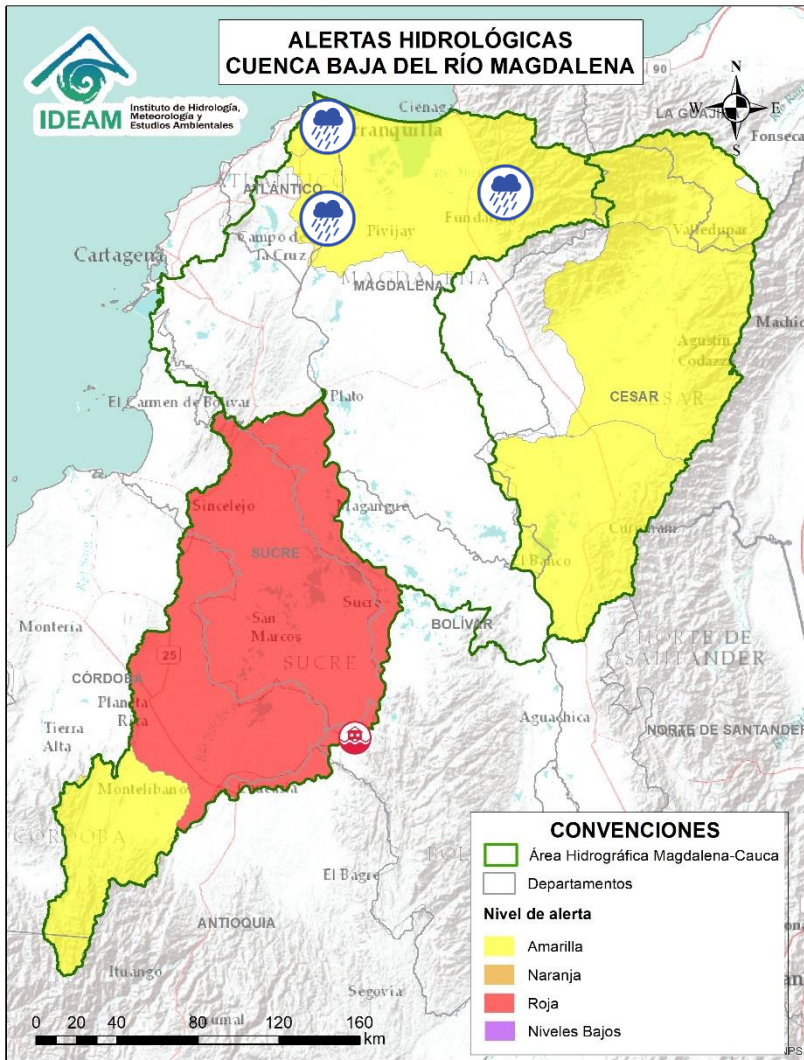 ALERTAS HIDROLÓGICAS
CUENCA BAJA DEL RÍO MAGDALENA
IDEAM
Instituto de Hidrología,
Meteorología y
Estudios Ambientales
N
W
E
S
90
Ciénaga
LA GUAJIRA
Fonseca
rranquilla
ATLÁNTICO
Valledupar
Pivijay
Campo de
la Cruz
Cartagena
MAGDALENA
MAGDALENA
Agustín
Codazzi
CESAR
El Carmen de Bolívar
Plato
Sincelejo
Magangué
SUCRE
El Banco
Sucre
San
Marcos
BOLÍVAR
Montería
25
SUCRE
NORTE DE
SANTANDER
CÓRDOBA
Planeta
Rica
Tierra
Alta
Aguachica
NORTE DE SANTANDER
Montelíbano
CÓRDOBA
El Bagre
ANTIOQUIA
Ituango
Segovia
CONVENCIONES
Área Hidrográfica Magdalena-Cauca
Departamentos
Nivel de alerta
Amarilla
Naranja
Roja
Niveles Bajos
0 20 40 80 120 160
km